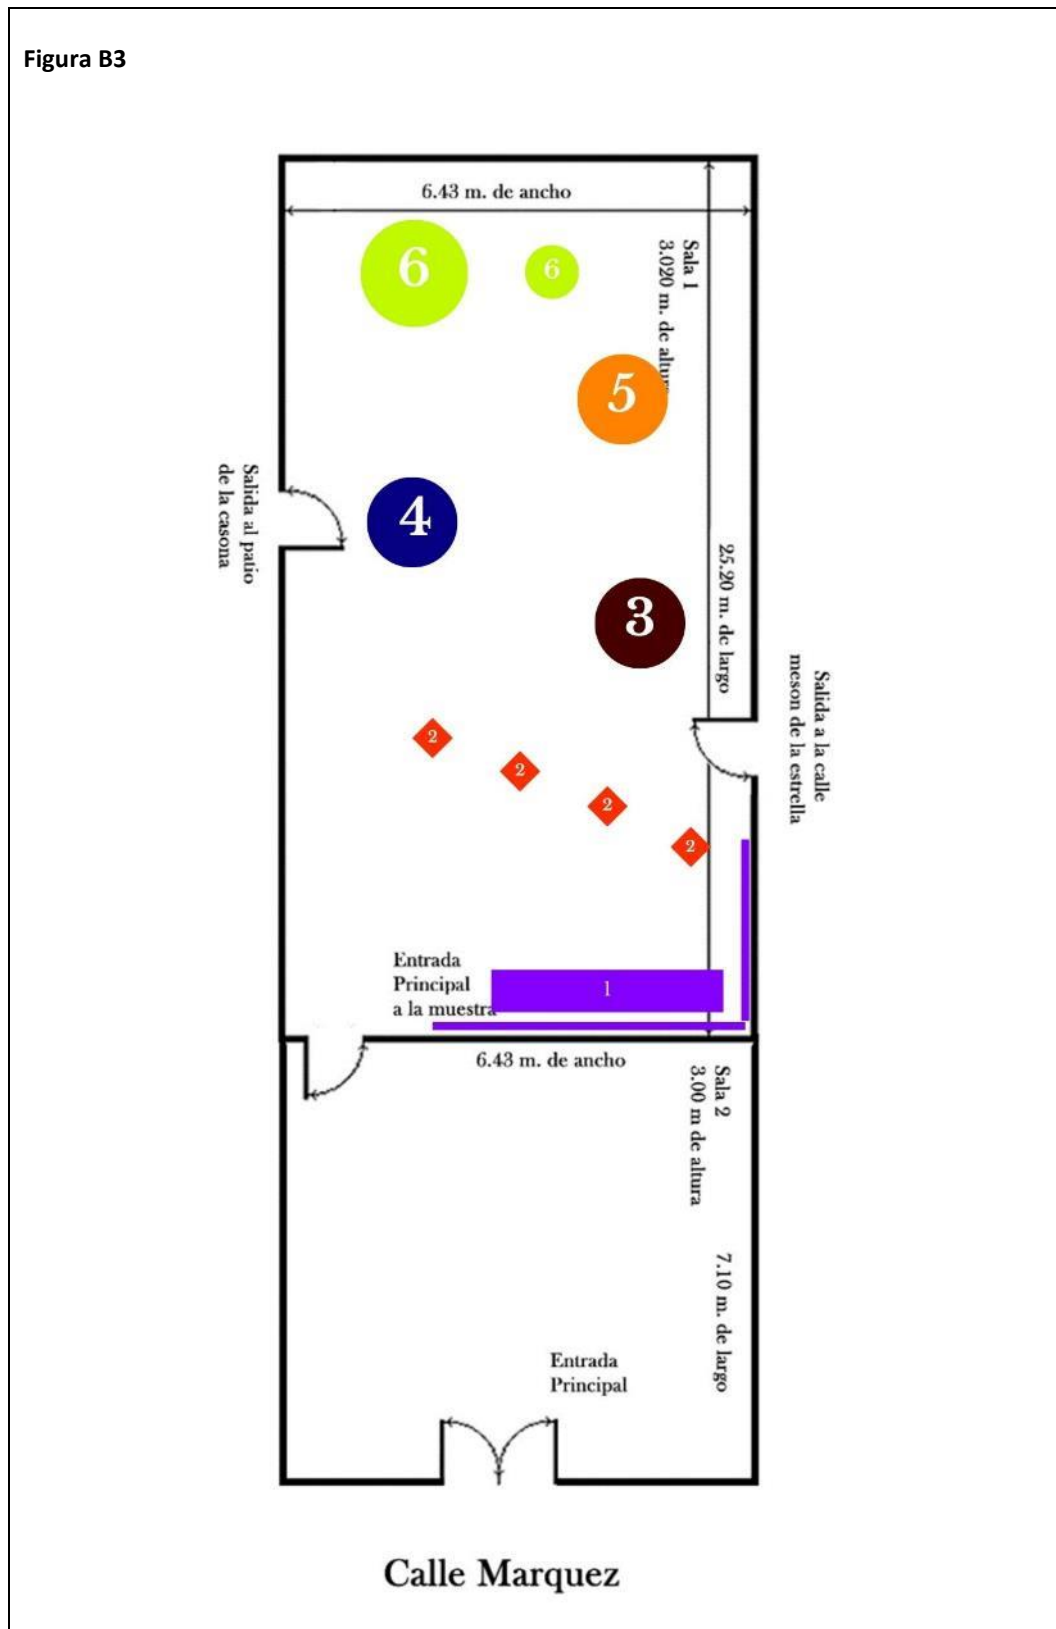 Figura B3
6.43 m. de ancho
6
6
Sala 1
3.020 m. de altura
5
Salida al patio
de la casona
4
25.20 m. de largo
3
Salida a la calle
meson de la estrella
2
2
2
2
Entrada
Principal
a la muestra
1
6.43 m. de ancho
Sala 2
3.00 m de altura
7.10 m. de largo
Entrada
Principal
Calle Marquez